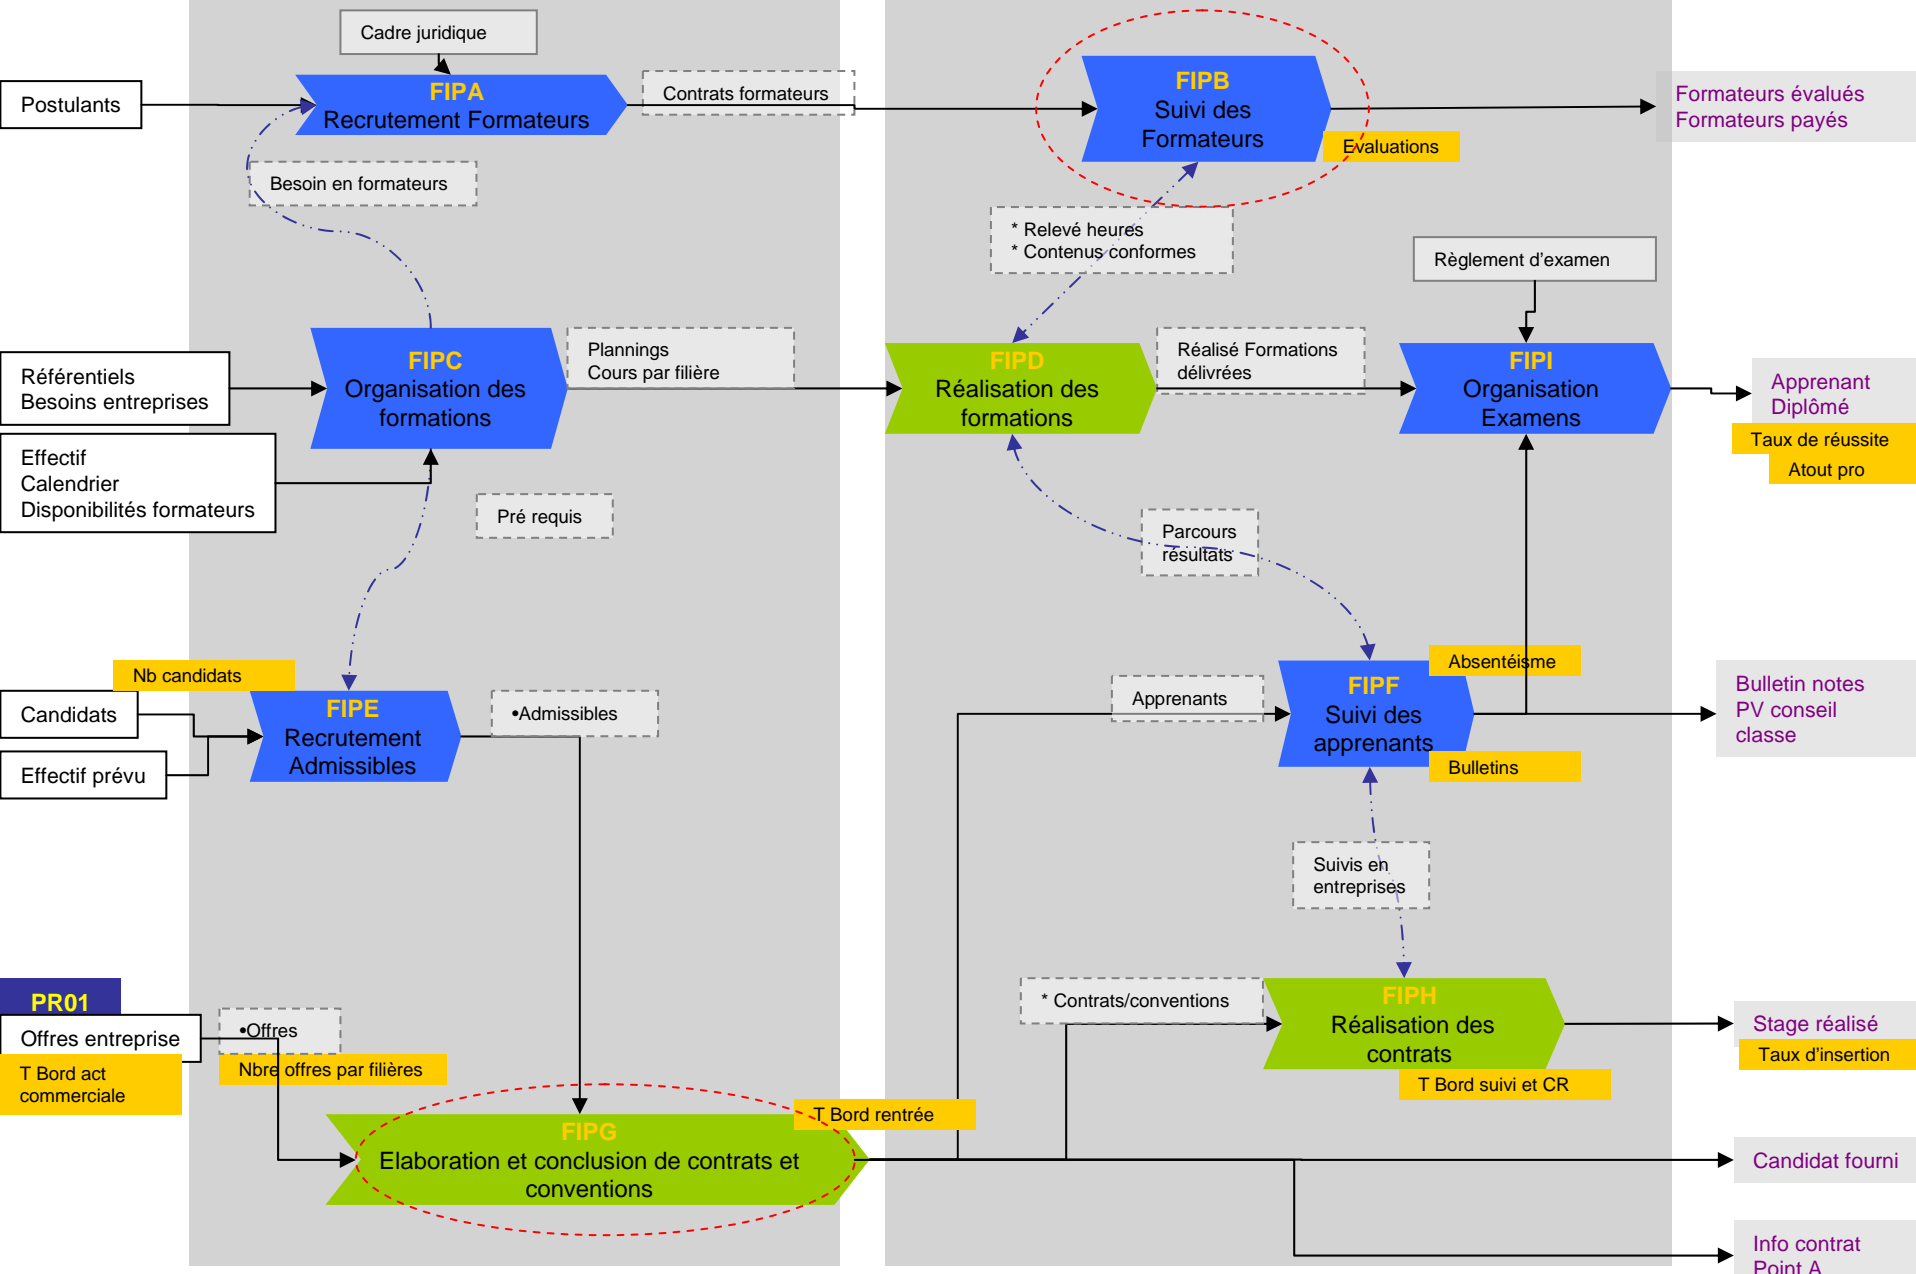 Cadre juridique
Postulants
FIPA
Recrutement Formateurs
Contrats formateurs
FIPB
Suivi des
Formateurs
Evaluations
Formateurs évalués
Formateurs payés
Besoin en formateurs
* Relevé heures
* Contenus conformes
Règlement d'examen
Référentiels
Besoins entreprises
FIPC
Organisation des
formations
Plannings
Cours par filière
FIPD
Réalisation des
formations
Réalisé Formations
délivrées
FIPI
Organisation
Examens
Apprenant
Diplômé
Taux de réussite
Atout pro
Effectif
Calendrier
Disponibilités formateurs
Pré requis
Parcours
résultats
Nb candidats
Candidats
Effectif prévu
FIPE
Recrutement
Admissibles
•Admissibles
Apprenants
FIPF
Suivi des
apprenants
Absentéisme
Bulletins
Bulletin notes
PV conseil
classe
Suivis en
entreprises
PR01
Offres entreprise
T Bord act
commerciale
•Offres
Nbre offres par filières
* Contrats/conventions
FIPH
Réalisation des
contrats
T Bord suivi et CR
Stage réalisé
Taux d'insertion
T Bord rentrée
FIPG
Elaboration et conclusion de contrats et
conventions
Candidat fourni
Info contrat
Point A